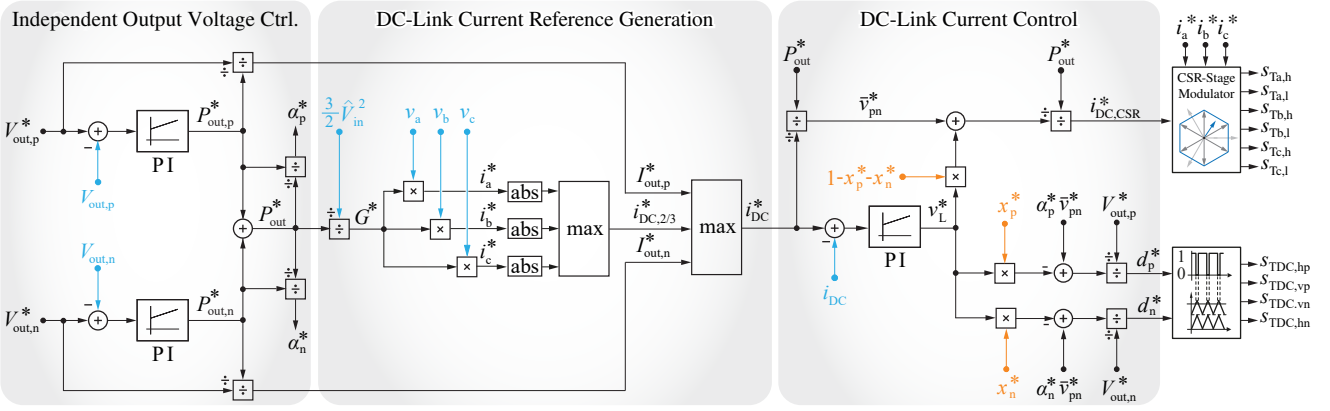 Independent Output Voltage Ctrl.
DC-Link Current Reference Generation
DC-Link Current Control
i*a i*b i*c
CSR-Stage
Modulator
sTa,h
sTa,l
sTb,h
sTb,l
sTc,h
sTc,l
V*out,p
+
−
PI
P*out,p
Vout,p
÷
÷
α*p
÷
÷
P*out
+
÷
÷
α*n
Vout,n
V*out,n
+
−
PI
P*out,n
÷
÷
3/2 V̂in²
÷
÷
G*
va vb vc
×
×
×
i*a
i*b
i*c
abs
abs
abs
max
I*out,p
i*DC,2/3
I*out,n
max
i*DC
P*out
÷
÷
v̄*pn
+
P*out
÷
÷
i*DC,CSR
1-x*p-x*n
×
+
−
iDC
PI
v*L
x*p
×
α*p v̄*pn
−
+
V*out,p
÷
÷
d*p
×
x*n
−
+
α*n v̄*pn
÷
÷
V*out,n
d*n
1
0
sTDC,hp
sTDC,vp
sTDC.vn
sTDC,hn